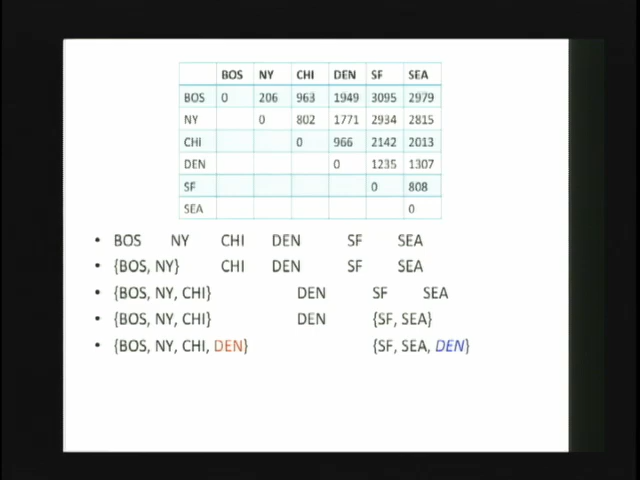 BOS NY CHI DEN SF SEA
BOS 0 206 963 1949 3095 2979
NY 0 802 1771 2934 2815
CHI 0 966 2142 2013
DEN 0 1235 1307
SF 0 808
SEA 0
• BOS NY CHI DEN SF SEA
• {BOS, NY} CHI DEN SF SEA
• {BOS, NY, CHI} DEN SF SEA
• {BOS, NY, CHI} DEN {SF, SEA}
• {BOS, NY, CHI, DEN} {SF, SEA, DEN}